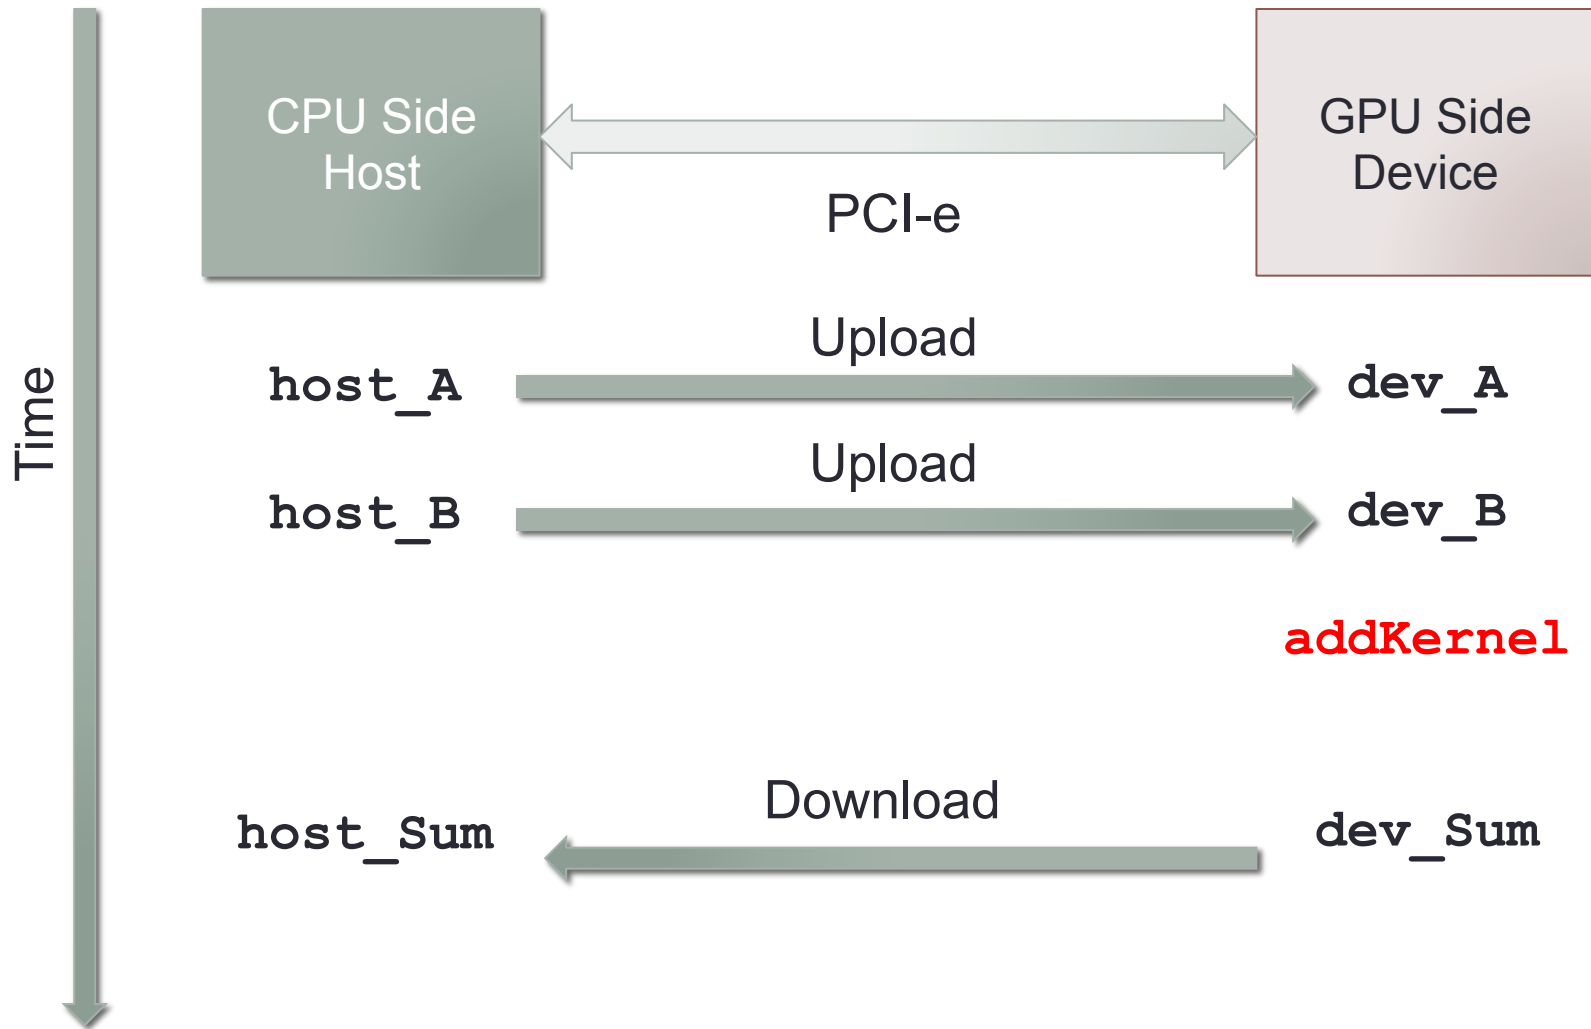 CPU Side
Host
PCI-e
GPU Side
Device
Time
Upload
host_A
dev_A
Upload
host_B
dev_B
addKernel
Download
host_Sum
dev_Sum